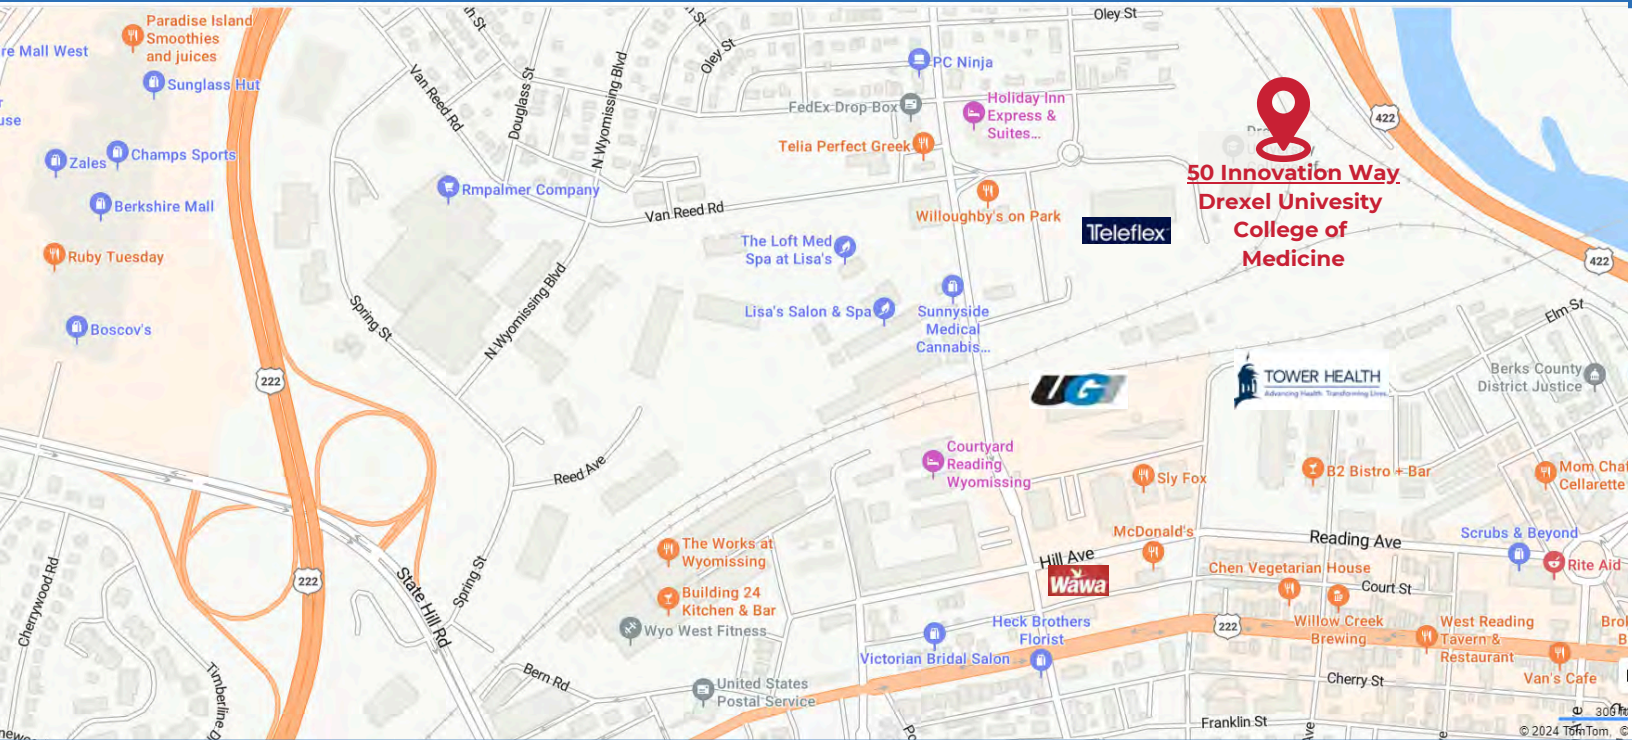 Paradise Island
Smoothies
and juices
re Mall West
Sunglass Hut
use
Zales
Champs Sports
Berkshire Mall
Ruby Tuesday
Boscov's
222
222
Cherrywood Rd
State Hill Rd
Spring St
Spring St
Reed Ave
Bern Rd
Van Reed Rd
Douglass St
N Wyomissing Blvd
N Wyomissing Blvd
Oley St
Oley St
Rmpalmer Company
Van Reed Rd
PC Ninja
FedEx Drop Box
Holiday Inn
Express &
Suites...
Telia Perfect Greek
Willoughby's on Park
Teleflex
The Loft Med
Spa at Lisa's
Lisa's Salon & Spa
Sunnyside
Medical
Cannabis...
422
422
50 Innovation Way
Drexel Univesity
College of
Medicine
Elm St
UGI
TOWER HEALTH
Advancing Health. Transforming Lives.
Berks County
District Justice
Courtyard
Reading
Wyomissing
Sly Fox
B2 Bistro + Bar
Mom Chaf
Cellarette
McDonald's
Reading Ave
Scrubs & Beyond
Rite Aid
Hill Ave
Wawa
Chen Vegetarian House
Court St
The Works at
Wyomissing
Building 24
Kitchen & Bar
Wyo West Fitness
Heck Brothers
Florist
Victorian Bridal Salon
222
Willow Creek
Brewing
West Reading
Tavern &
Restaurant
Van's Cafe
United States
Postal Service
Cherry St
Franklin St
© 2024 TomTom, ©